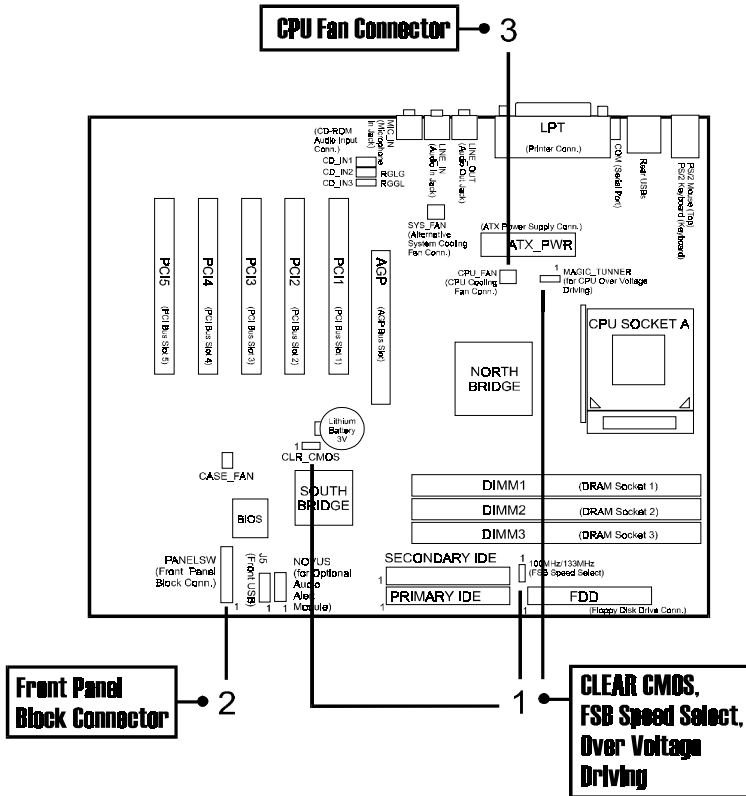 CPU Fan Connector
3
LPT
(Printer Conn.)
MIC_IN
(Microphone
In Jack)
LINE_IN
(Audio In Jack)
LINE_OUT
(Audio Out Jack)
COM (Serial Port)
Rear USBs
PS/2 Mouse (Top)
PS/2 Keyboard (Keyboard)
(CD-ROM
Audio Input
Conn.)
CD_IN1
CD_IN2
RGLG
CD_IN3
RGGL
SYS_FAN
(Alternative
System Cooling
Fan Conn.)
(ATX Power Supply Conn.)
ATX_PWR
CPU_FAN
(CPU Cooling
Fan Conn.)
1
MAGIC_TUNNER
(for CPU Over Voltage
Driving)
PCI5
(PCI Bus Slot 5)
PCI4
(PCI Bus Slot 4)
PCI3
(PCI Bus Slot 3)
PCI2
(PCI Bus Slot 2)
PCI1
(PCI Bus Slot 1)
AGP
(AGP Bus Slot)
CPU SOCKET A
NORTH
BRIDGE
Lithium
Battery
3V
1
CLR_CMOS
CASE_FAN
SOUTH
BRIDGE
BIOS
DIMM1
(DRAM Socket 1)
DIMM2
(DRAM Socket 2)
DIMM3
(DRAM Socket 3)
PANELSW
(Front Panel
Block Conn.)
1
J5
(Front USB)
1
NOVUS
(for Optional
Audio
Alert
Module)
1
SECONDARY IDE
1
PRIMARY IDE
1
1
100MHz/133MHz
(FSB Speed Select)
FDD
1
(Floppy Disk Drive Conn.)
Front Panel
Block Connector
2
1
CLEAR CMOS,
FSB Speed Select,
Over Voltage
Driving